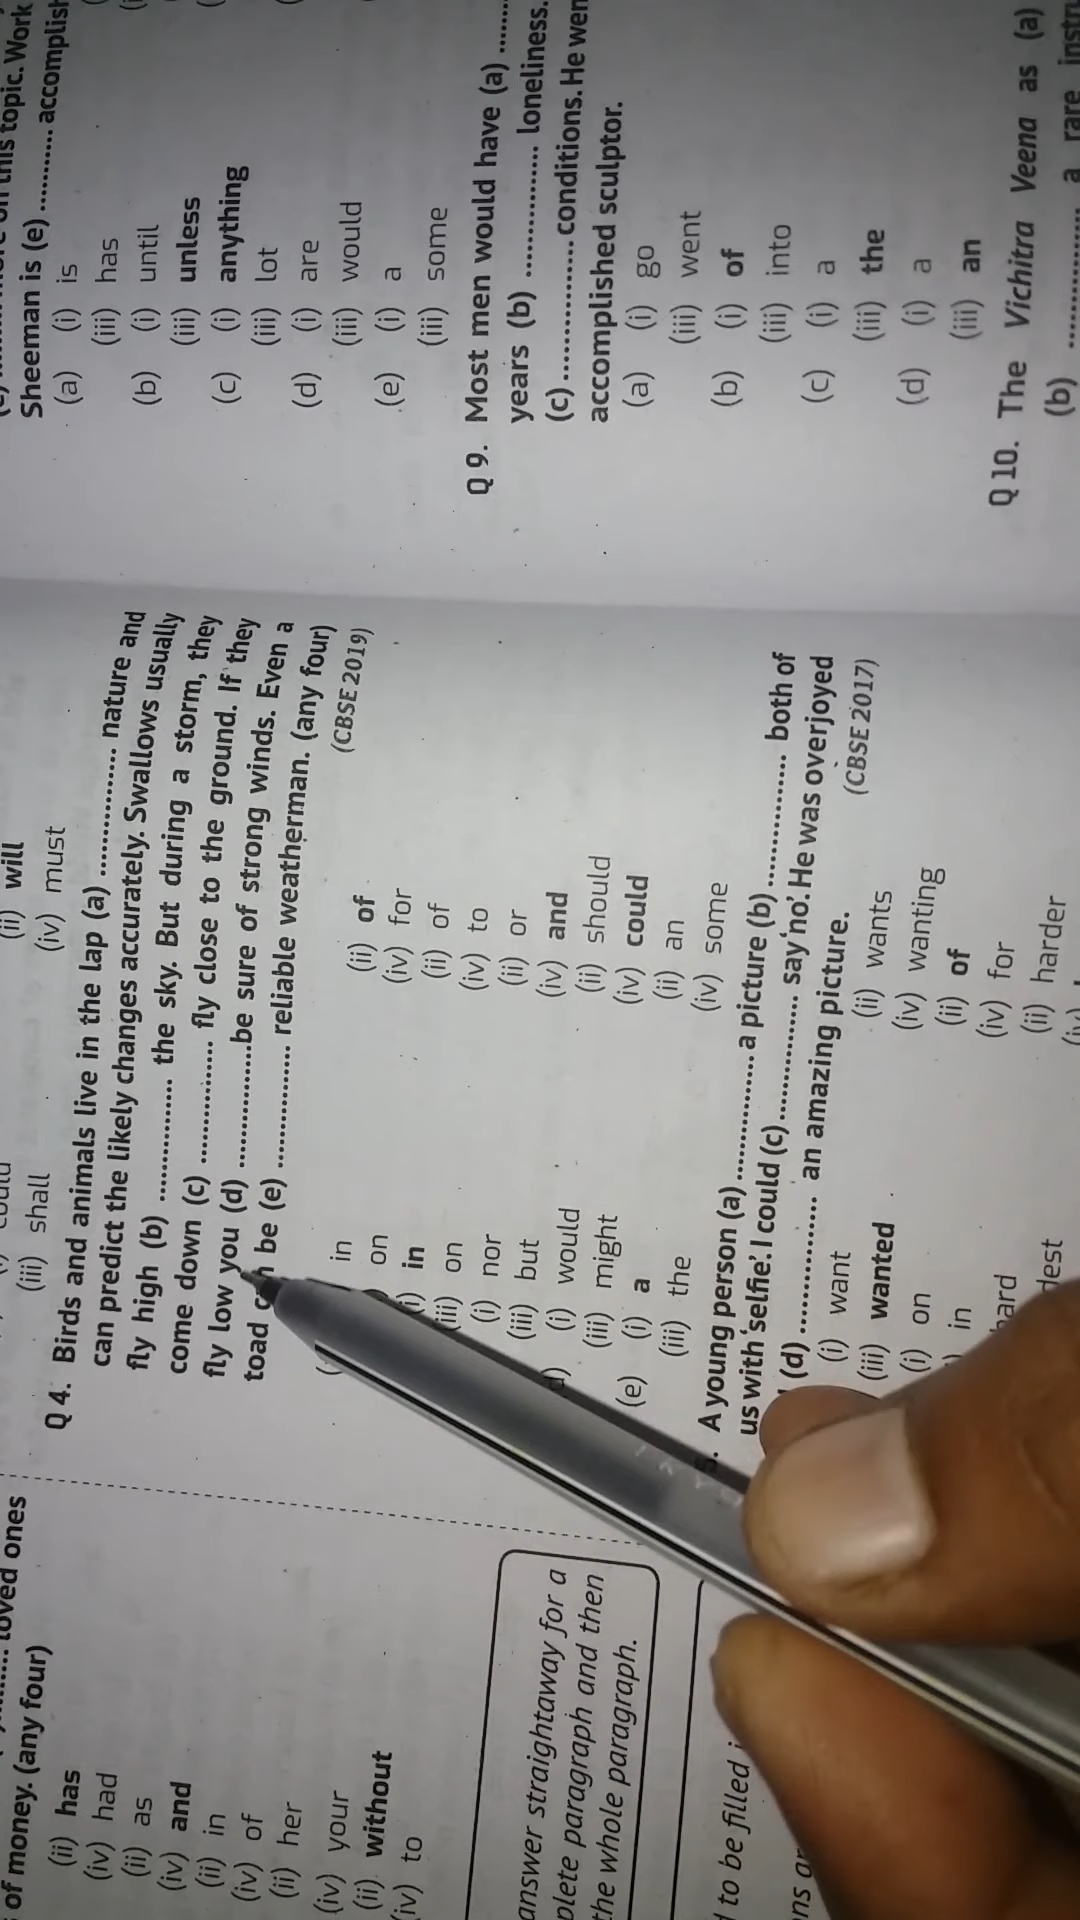 of money. (any four)
loved ones
(ii) has
(iv) had
(ii) as
(iv) and
(ii) in
(iv) of
(ii) her
(iv) your
(ii) without
(iv) to
answer straightaway for a
plete paragraph and then
the whole paragraph.
to be filled
(ii) will
(iii) shall (iv) must
Q 4. Birds and animals live in the lap (a) ................ nature and
can predict the likely changes accurately. Swallows usually
fly high (b) ............... the sky. But during a storm, they
come down (c) ............... fly close to the ground. If they
fly low you (d) ...............be sure of strong winds. Even a
toad be (e) ............... reliable weatherman. (any four)
(CBSE 2019)
in (ii) of
on (iv) for
in (ii) of
(iii) on (iv) to
(i) nor (ii) or
(iii) but (iv) and
(i) would (ii) should
(iii) might (iv) could
(e) (i) a (ii) an
(iii) the (iv) some
A young person (a)............... a picture (b)............... both of
us with 'selfie'. I could (c)............... say 'no'. He was overjoyed
(d) ............... an amazing picture. (CBSE 2017)
(i) want (ii) wants
(iii) wanted (iv) wanting
(i) on (ii) of
in (iv) for
(ii) harder
this topic. Work
Sheeman is (e) .......... accomplish
(a) (i) is
(iii) has
(b) (i) until
(iii) unless
(c) (i) anything
(iii) lot
(d) (i) are
(iii) would
(e) (i) a
(iii) some
Q 9. Most men would have (a) ......
years (b) ............... loneliness.
(c) ............... conditions. He
accomplished sculptor.
(a) (i) go
(iii) went
(b) (i) of
(iii) into
(c) (i) a
(iii) the
(d) (i) a
(iii) an
Q 10. The Vichitra Veena as (a)
(b) ............... a rare